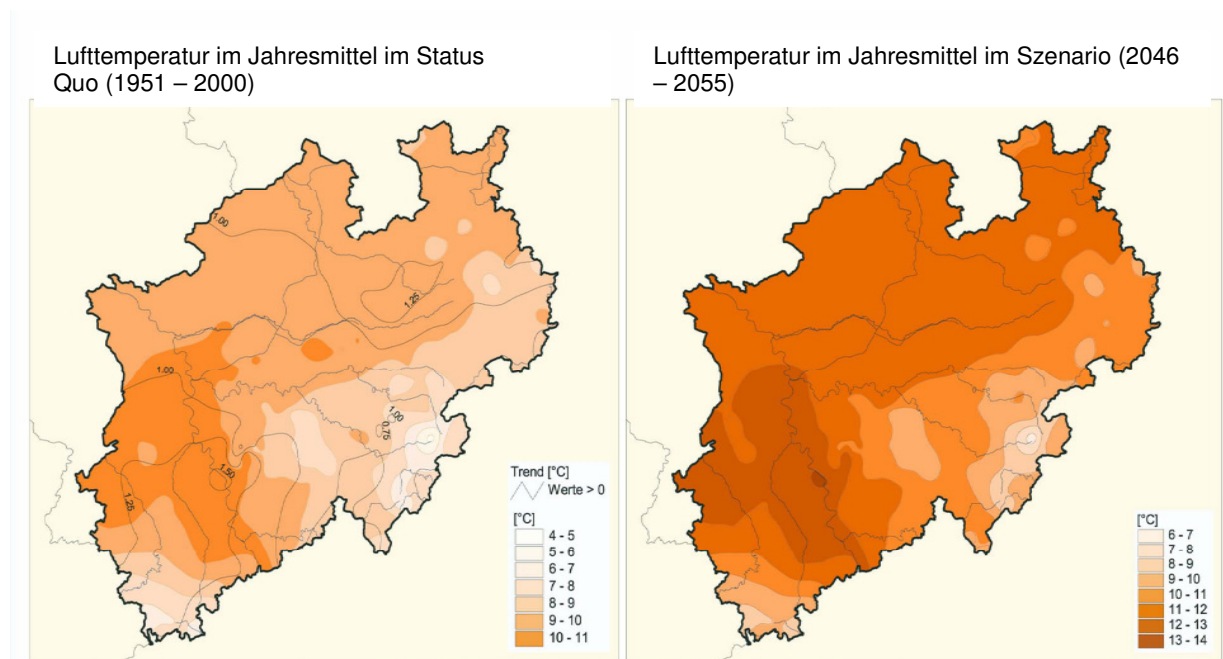 Lufttemperatur im Jahresmittel im Status
Quo (1951 – 2000)
1.00
1.25
1.00
1.00
0.75
1.50
1.25
Trend [°C]
Werte > 0
[°C]
4 - 5
5 - 6
6 - 7
7 - 8
8 - 9
9 - 10
10 - 11
Lufttemperatur im Jahresmittel im Szenario (2046
– 2055)
[°C]
6 - 7
7 - 8
8 - 9
9 - 10
10 - 11
11 - 12
12 - 13
13 - 14